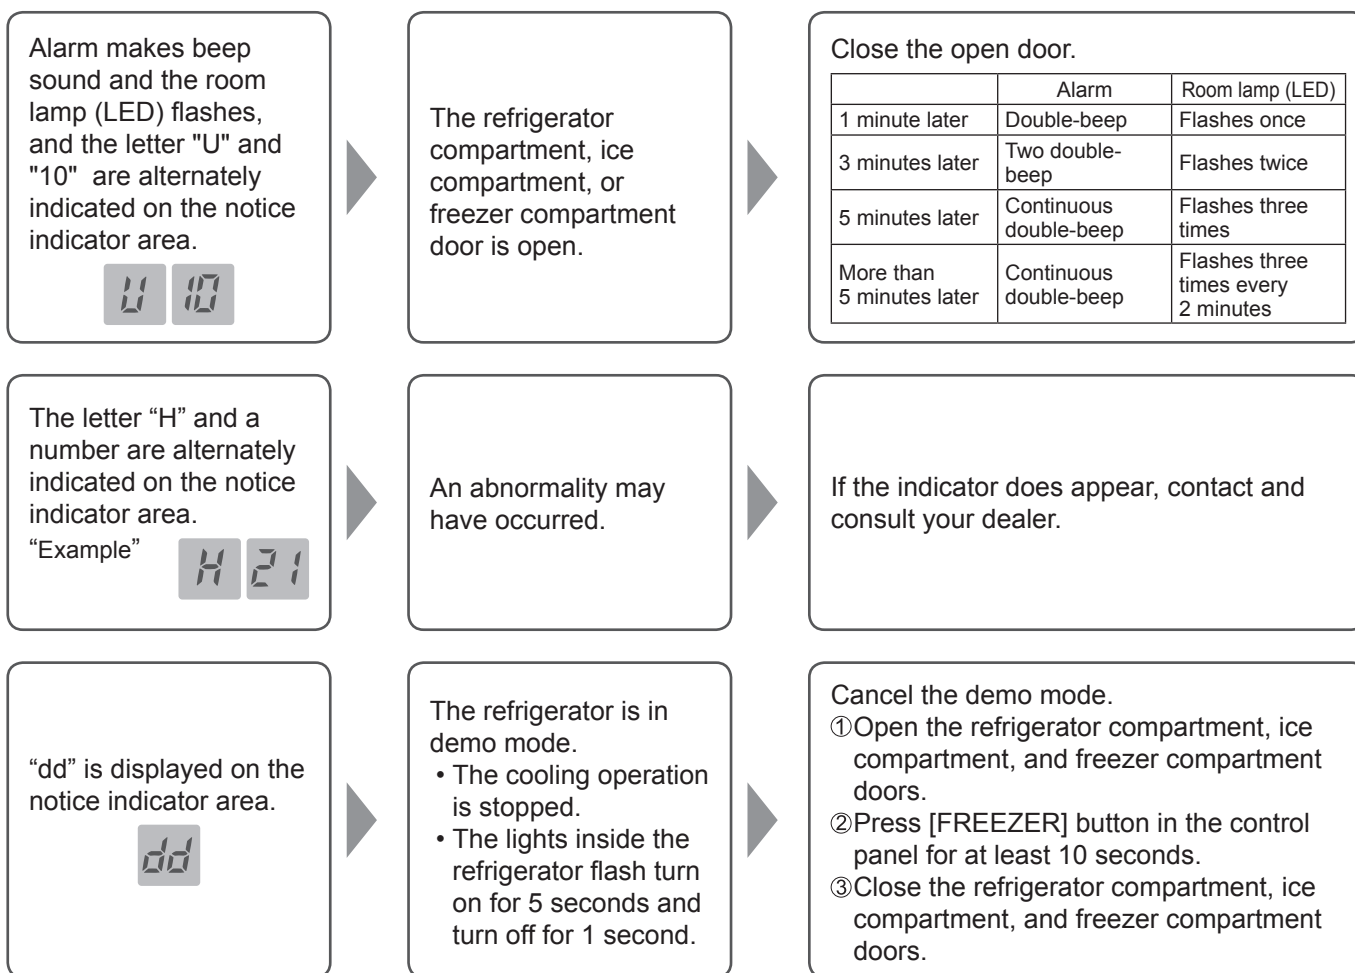 Alarm makes beep
sound and the room
lamp (LED) flashes,
and the letter "U" and
"10" are alternately
indicated on the notice
indicator area.
U 10
The refrigerator
compartment, ice
compartment, or
freezer compartment
door is open.
Close the open door.
Alarm Room lamp (LED)
1 minute later Double-beep Flashes once
3 minutes later Two double-
beep Flashes twice
5 minutes later Continuous
double-beep Flashes three
times
More than
5 minutes later Continuous
double-beep Flashes three
times every
2 minutes
The letter “H” and a
number are alternately
indicated on the notice
indicator area.
“Example” H 21
An abnormality may
have occurred.
If the indicator does appear, contact and
consult your dealer.
“dd” is displayed on the
notice indicator area.
dd
The refrigerator is in
demo mode.
• The cooling operation
is stopped.
• The lights inside the
refrigerator flash turn
on for 5 seconds and
turn off for 1 second.
Cancel the demo mode.
①Open the refrigerator compartment, ice
compartment, and freezer compartment
doors.
②Press [FREEZER] button in the control
panel for at least 10 seconds.
③Close the refrigerator compartment, ice
compartment, and freezer compartment
doors.